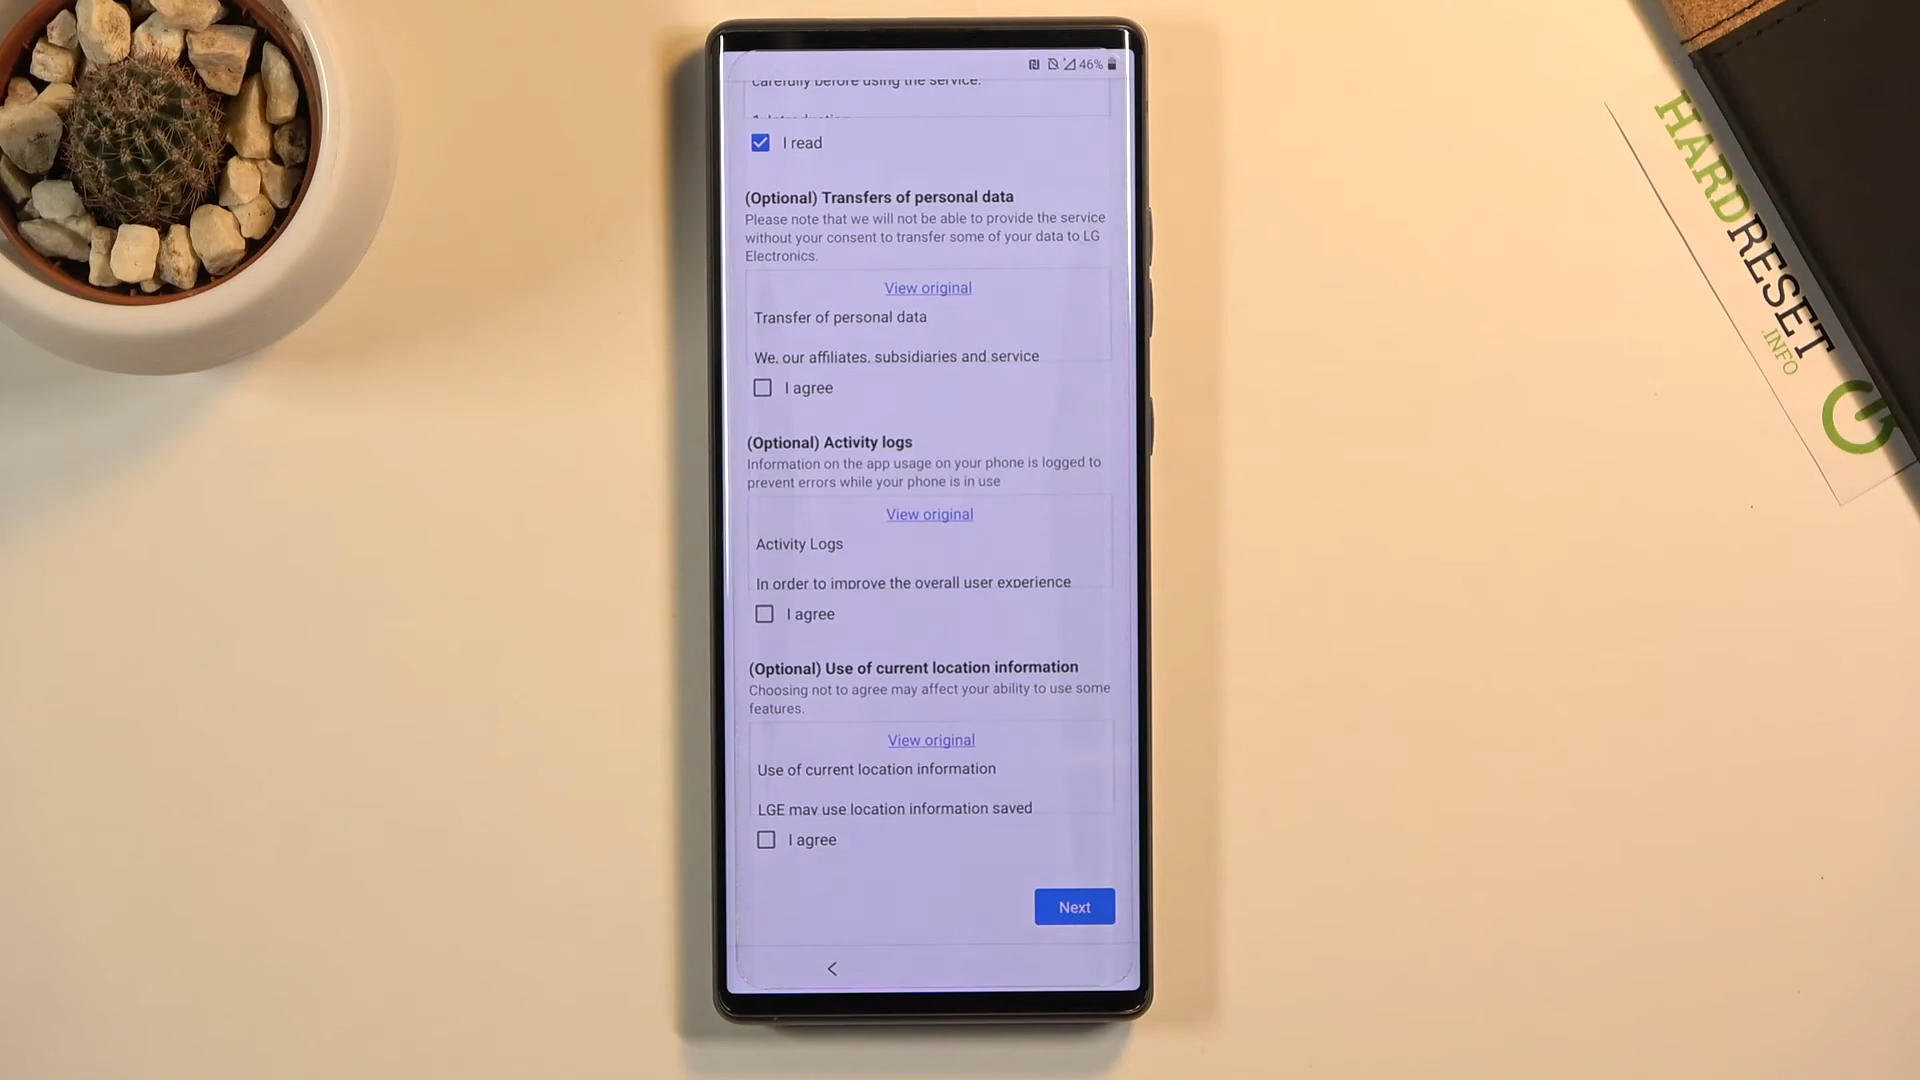 46%
carefully before using the service.
1. Introduction
I read
(Optional) Transfers of personal data
Please note that we will not be able to provide the service
without your consent to transfer some of your data to LG
Electronics.
View original
Transfer of personal data
We, our affiliates, subsidiaries and service
I agree
(Optional) Activity logs
Information on the app usage on your phone is logged to
prevent errors while your phone is in use
View original
Activity Logs
In order to improve the overall user experience
I agree
(Optional) Use of current location information
Choosing not to agree may affect your ability to use some
features.
View original
Use of current location information
LGE may use location information saved
I agree
Next
HARDRESET
.INFO